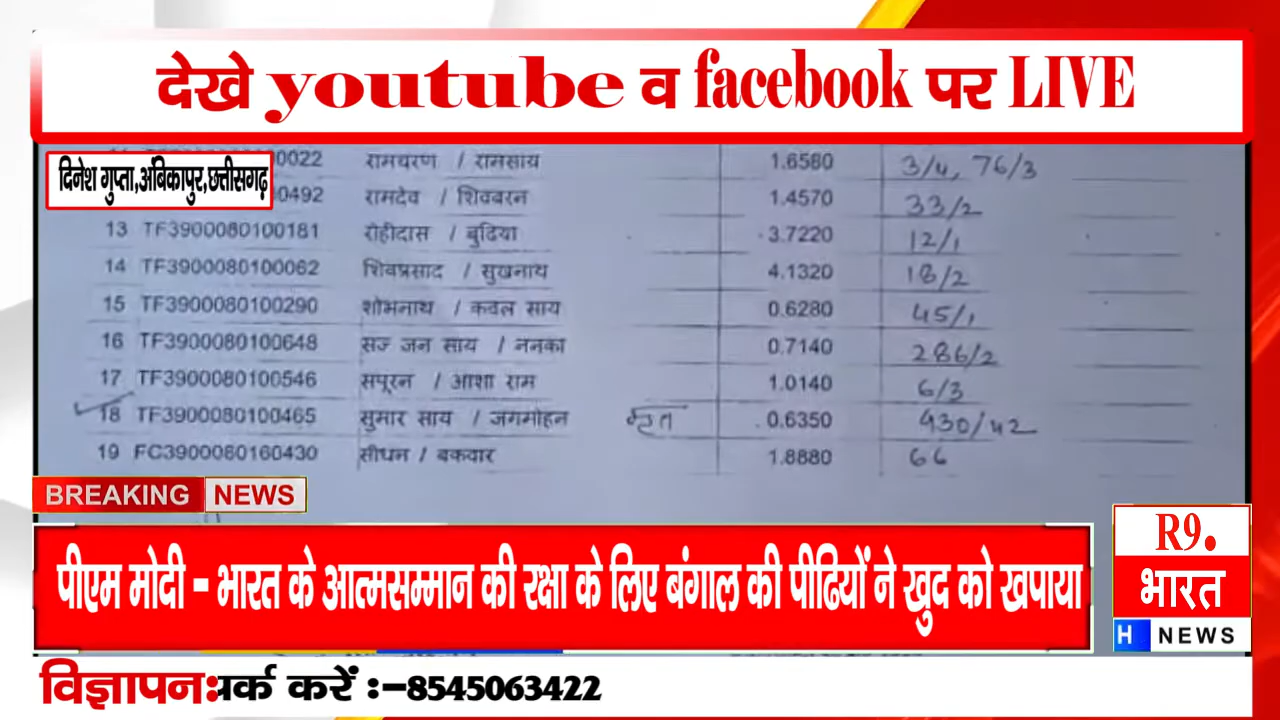 देखे youtube व facebook पर LIVE
0022 रामचरण / रामसाय 1.6580 3/4, 76/3
दिनेश गुप्ता,अंबिकापुर,छत्तीसगढ़
0492 रामदेव / शिवबरन 1.4570 33/2
13 TF3900080100181 रोहीदास / बुढिया 3.7220 12/1
14 TF3900080100062 शिवप्रसाद / सुखनाथ 4.1320 18/2
15 TF3900080100290 शोभनाथ / कवल साय 0.6280 45/1
16 TF3900080100648 सज्जन साय / ननका 0.7140 286/2
17 TF3900080100546 सपूरन / आशा राम 1.0140 6/3
18 TF3900080100465 सुमार साय / जगमोहन मृत 0.6350 930/42
19 FC3900080160430 सीधन / बकवार 1.8880 66
BREAKING NEWS
पीएम मोदी - भारत के आत्मसम्मान की रक्षा के लिए बंगाल की पीढियों ने खुद को खपाया
R9.
भारत
H NEWS
विज्ञापन: र्क करें :–8545063422